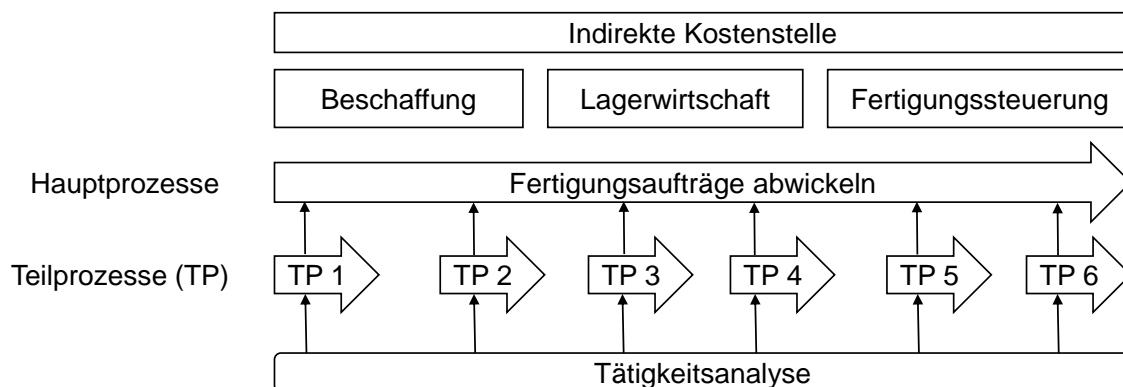 Indirekte Kostenstelle
Beschaffung
Lagerwirtschaft
Fertigungssteuerung
Hauptprozesse
Fertigungsaufträge abwickeln
Teilprozesse (TP)
TP 1
TP 2
TP 3
TP 4
TP 5
TP 6
Tätigkeitsanalyse